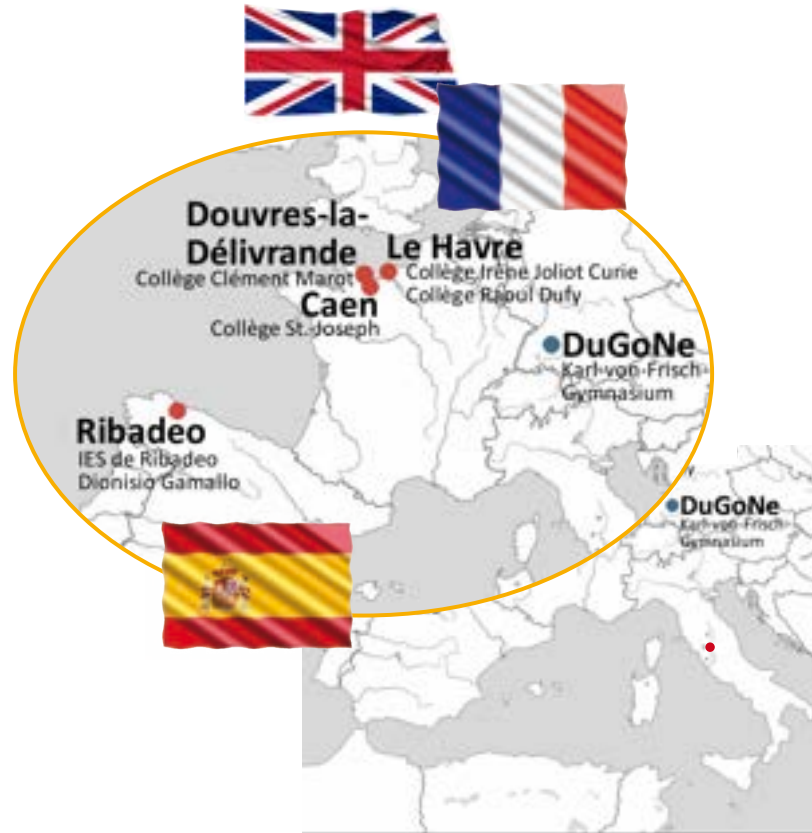 Douvres-la-
Délivrande
Collège Clément Marot
Le Havre
Collège Irène Joliot Curie
Collège Raoul Dufy
Caen
Collège St.-Joseph
DuGoNe
Karl-von-Frisch-
Gymnasium
Ribadeo
IES de Ribadeo
Dionisio Gamallo
DuGoNe
Karl-von-Frisch-
Gymnasium